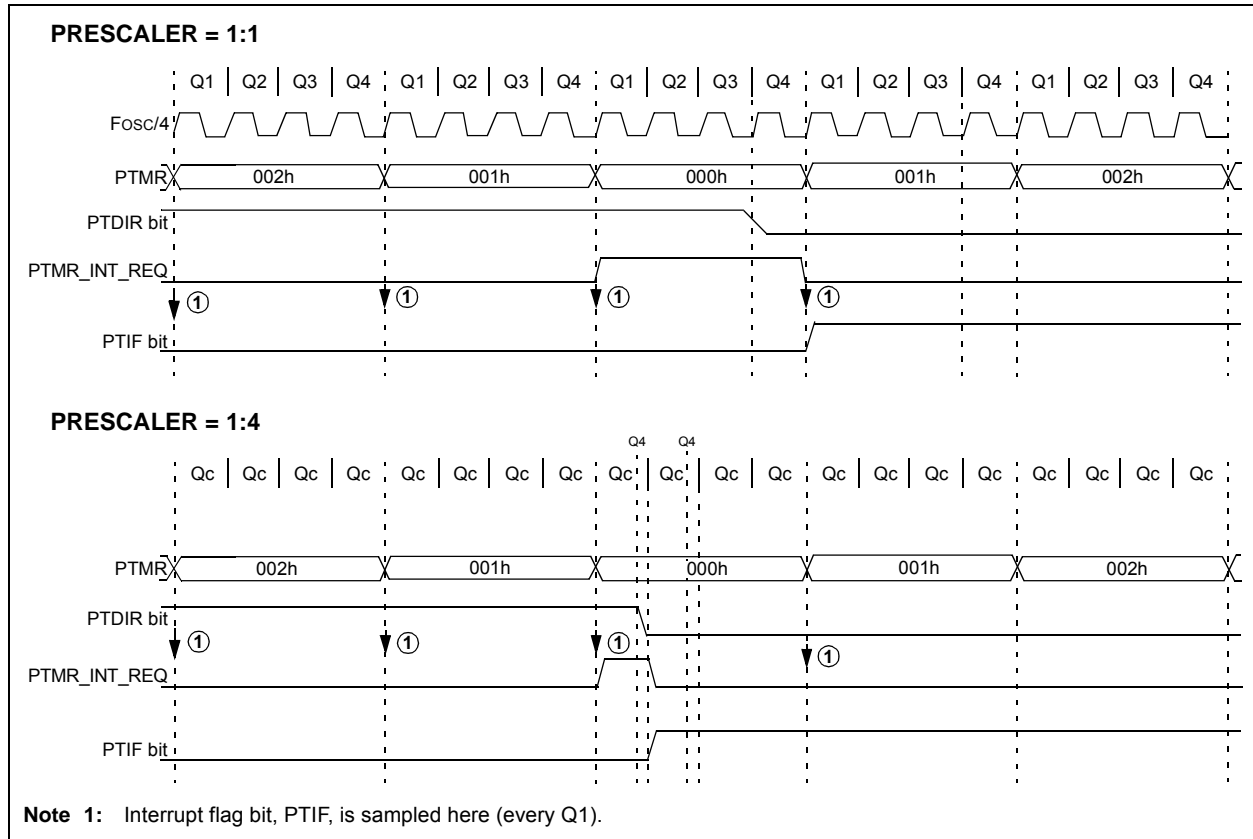 PRESCALER = 1:1
Q1 Q2 Q3 Q4 Q1 Q2 Q3 Q4 Q1 Q2 Q3 Q4 Q1 Q2 Q3 Q4 Q1 Q2 Q3 Q4
FOSC/4
PTMR 002h 001h 000h 001h 002h
PTDIR bit
PTMR_INT_REQ
1 1 1 1
PTIF bit
PRESCALER = 1:4
Q4 Q4
Qc Qc Qc Qc Qc Qc Qc Qc Qc Qc Qc Qc Qc Qc Qc Qc Qc Qc Qc Qc
PTMR 002h 001h 000h 001h 002h
PTDIR bit
1 1 1 1
PTMR_INT_REQ
PTIF bit
Note 1: Interrupt flag bit, PTIF, is sampled here (every Q1).